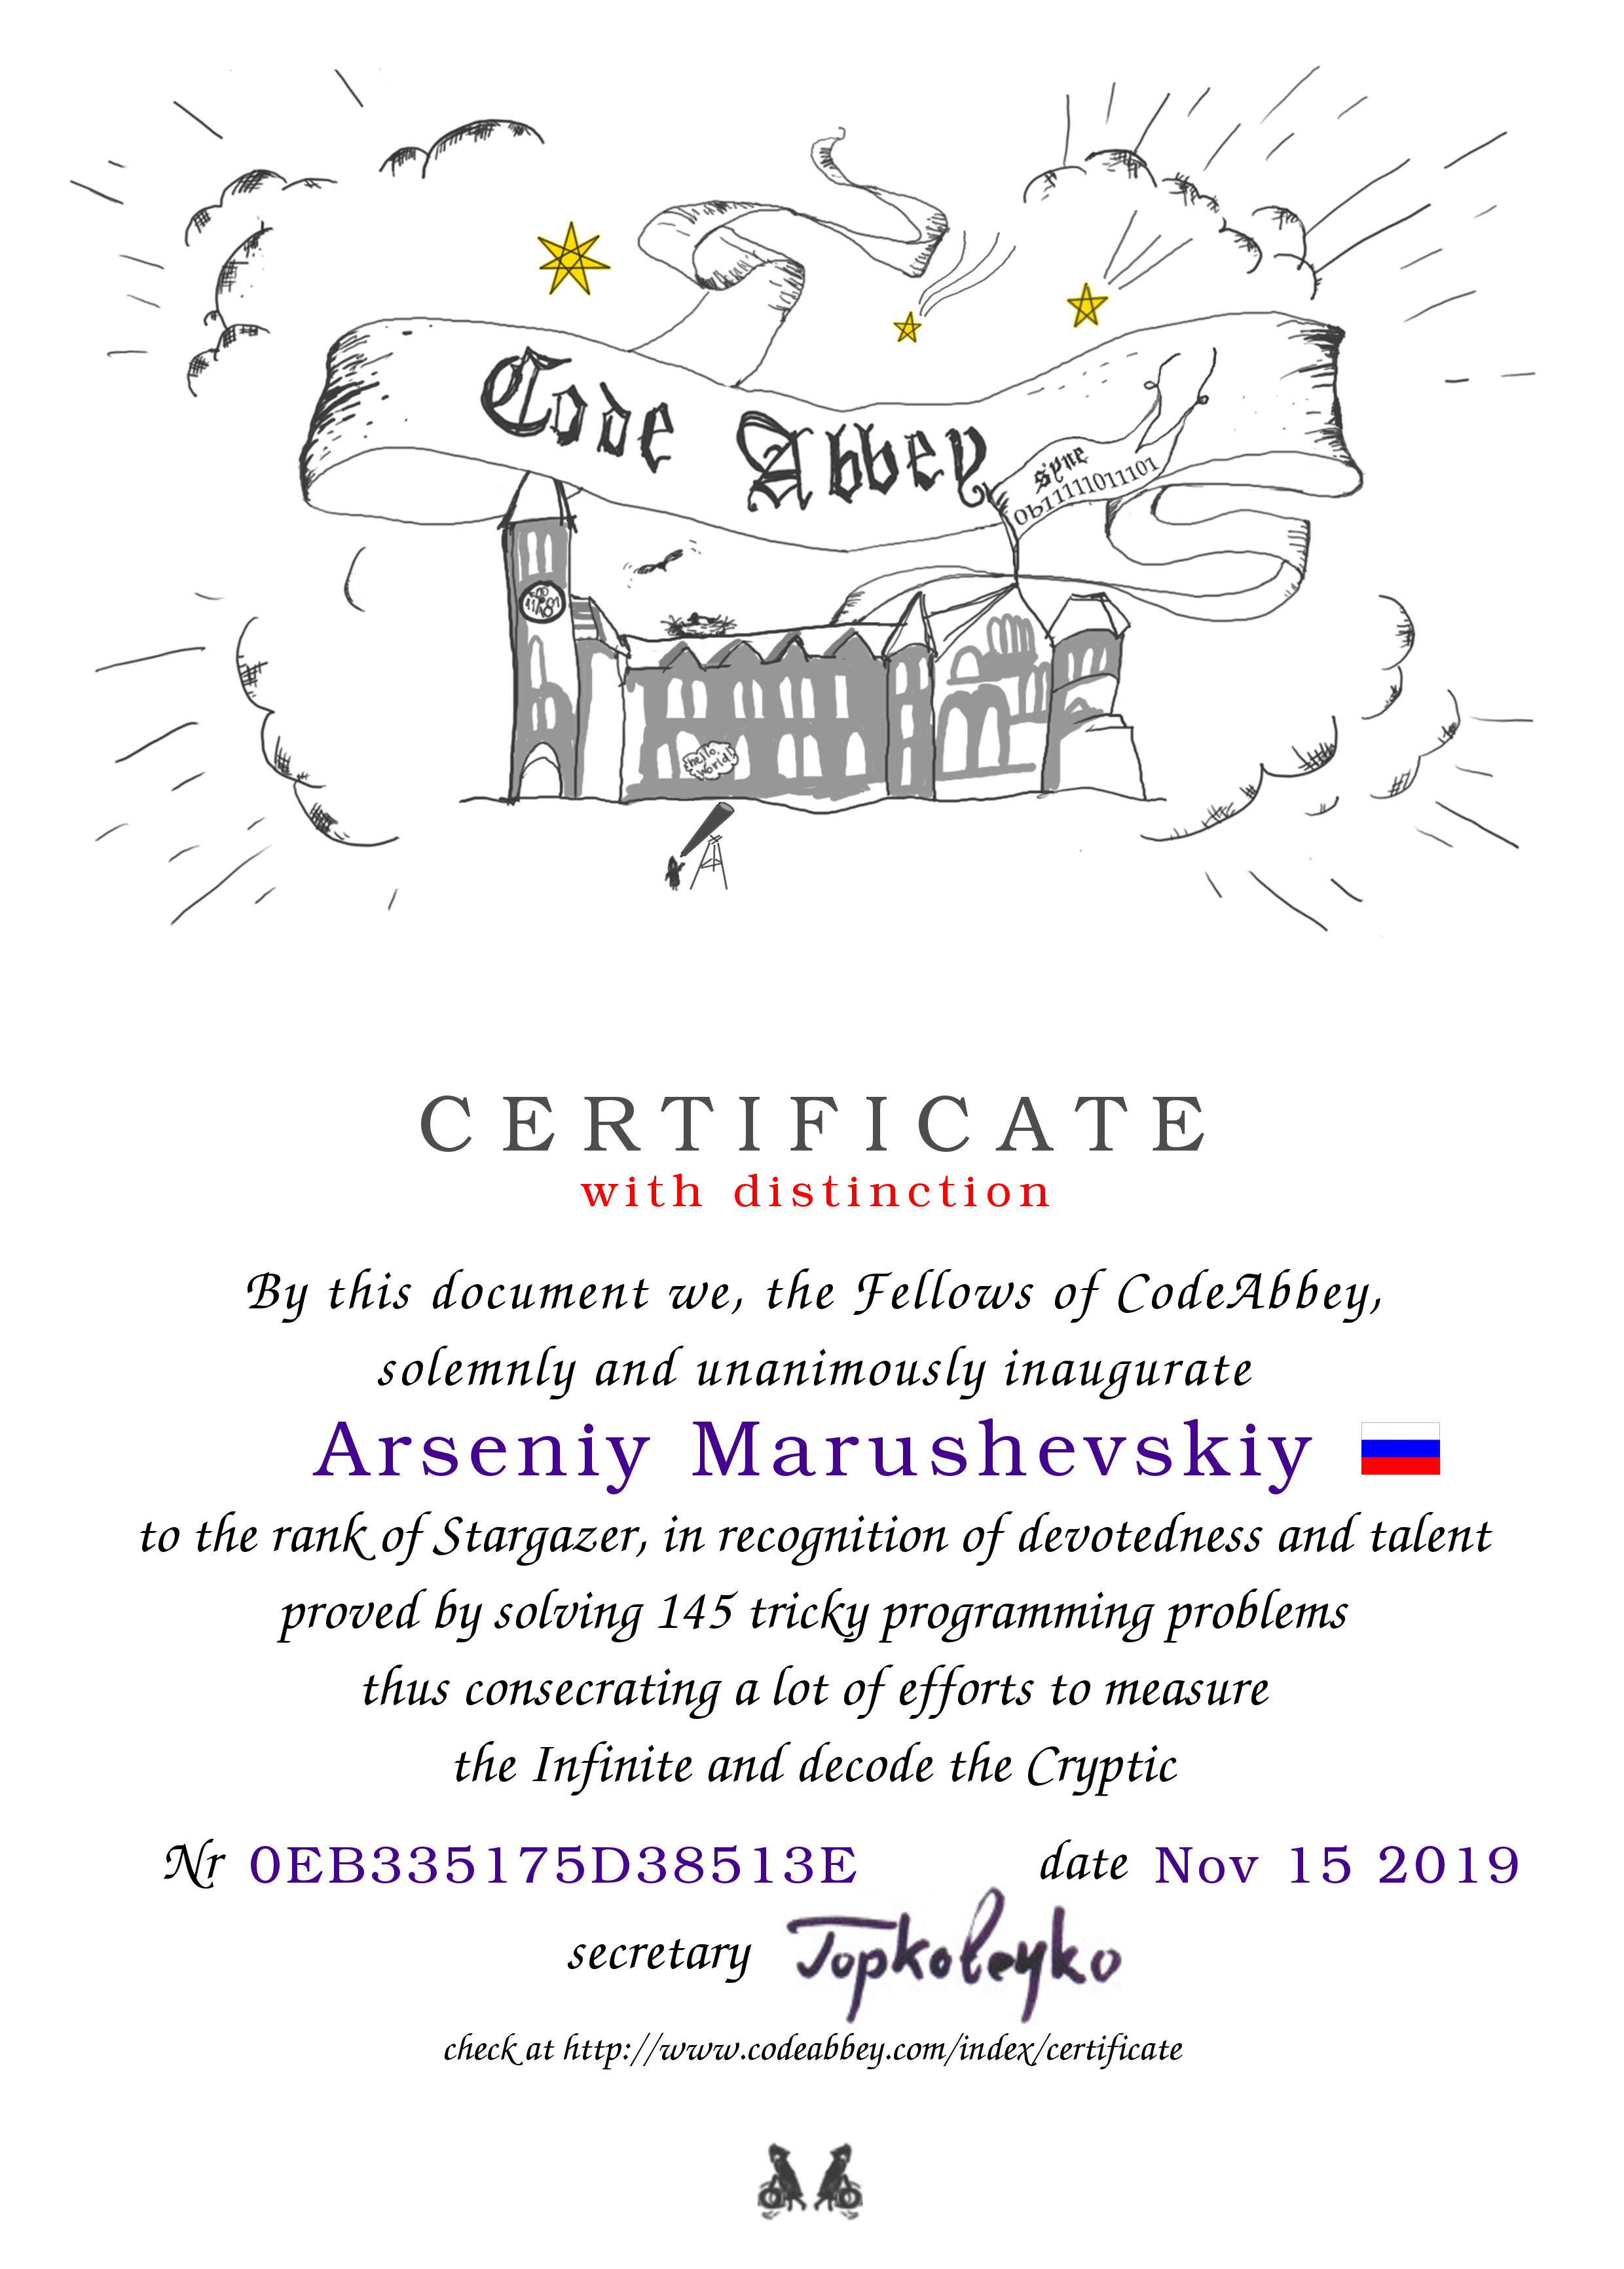 Code Abbey
syne
0b11111011101
hello,
world!
CERTIFICATE
with distinction
By this document we, the Fellows of CodeAbbey,
solemnly and unanimously inaugurate
Arseniy Marushevskiy
to the rank of Stargazer, in recognition of devotedness and talent
proved by solving 145 tricky programming problems
thus consecrating a lot of efforts to measure
the Infinite and decode the Cryptic
Nr 0EB335175D38513E date Nov 15 2019
secretary
check at http://www.codeabbey.com/index/certificate